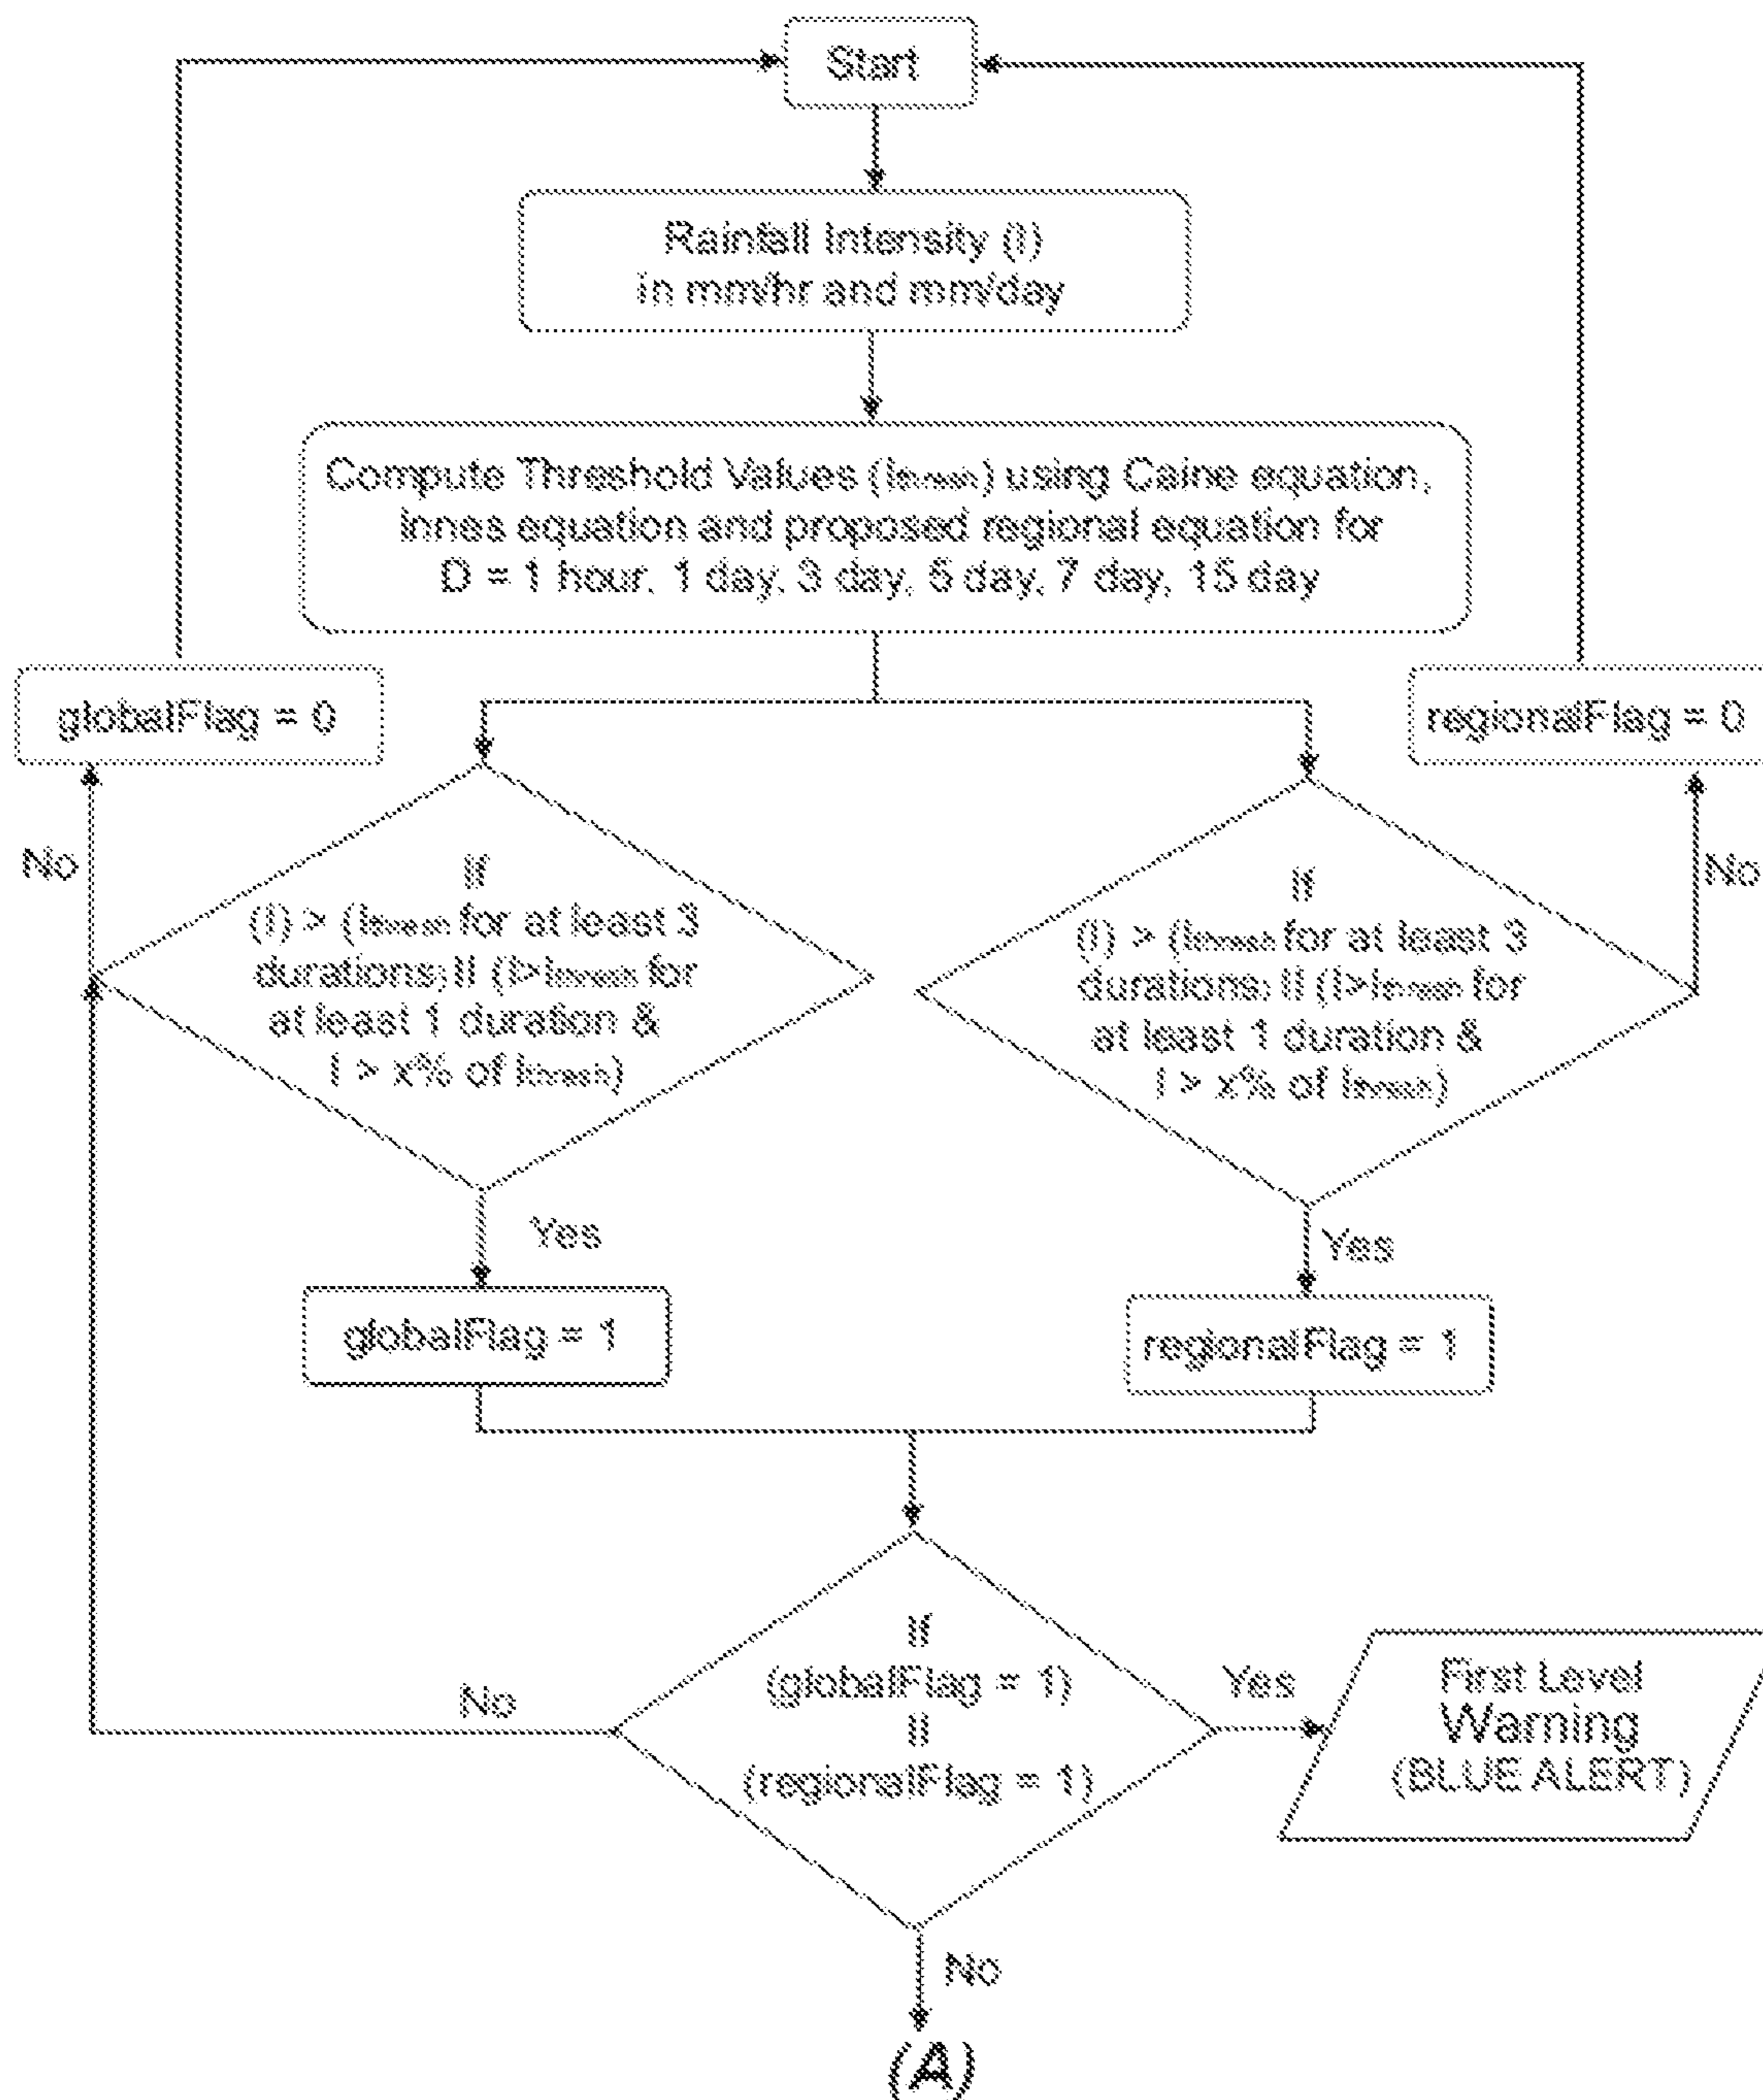 Start
Rainfall Intensity (I)
in mm/hr and mm/day
Compute Threshold Values (Ithresh) using Caine equation,
Innes equation and proposed regional equation for
D = 1 hour, 1 day, 3 day, 5 day, 7 day, 15 day
globalFlag = 0
regionalFlag = 0
No
If
(I) > (Ithresh for at least 3
durations) II (I>Ithresh for
at least 1 duration &
I > x% of Ithresh)
If
(I) > (Ithresh for at least 3
durations) II (I>Ithresh for
at least 1 duration &
I > x% of Ithresh)
No
Yes
Yes
globalFlag = 1
regionalFlag = 1
If
(globalFlag = 1)
II
(regionalFlag = 1)
No
Yes
First Level
Warning
(BLUE ALERT)
No
(A)